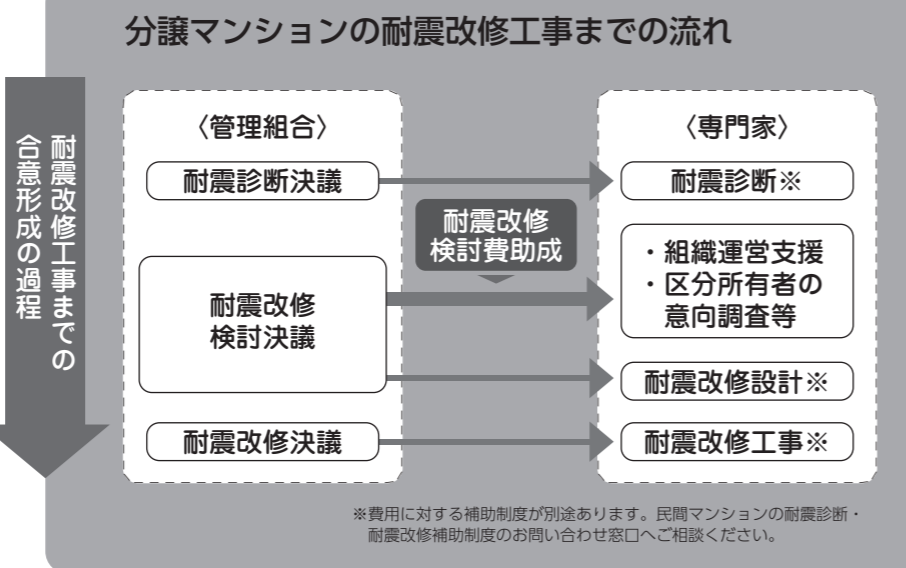 分譲マンションの耐震改修工事までの流れ
耐震改修工事までの
合意形成の過程
〈管理組合〉
〈専門家〉
耐震診断決議
耐震診断※
耐震改修
検討費助成
耐震改修
検討決議
・組織運営支援
・区分所有者の
意向調査等
耐震改修設計※
耐震改修決議
耐震改修工事※
※費用に対する補助制度が別途あります。民間マンションの耐震診断・
耐震改修補助制度のお問い合わせ窓口へご相談ください。